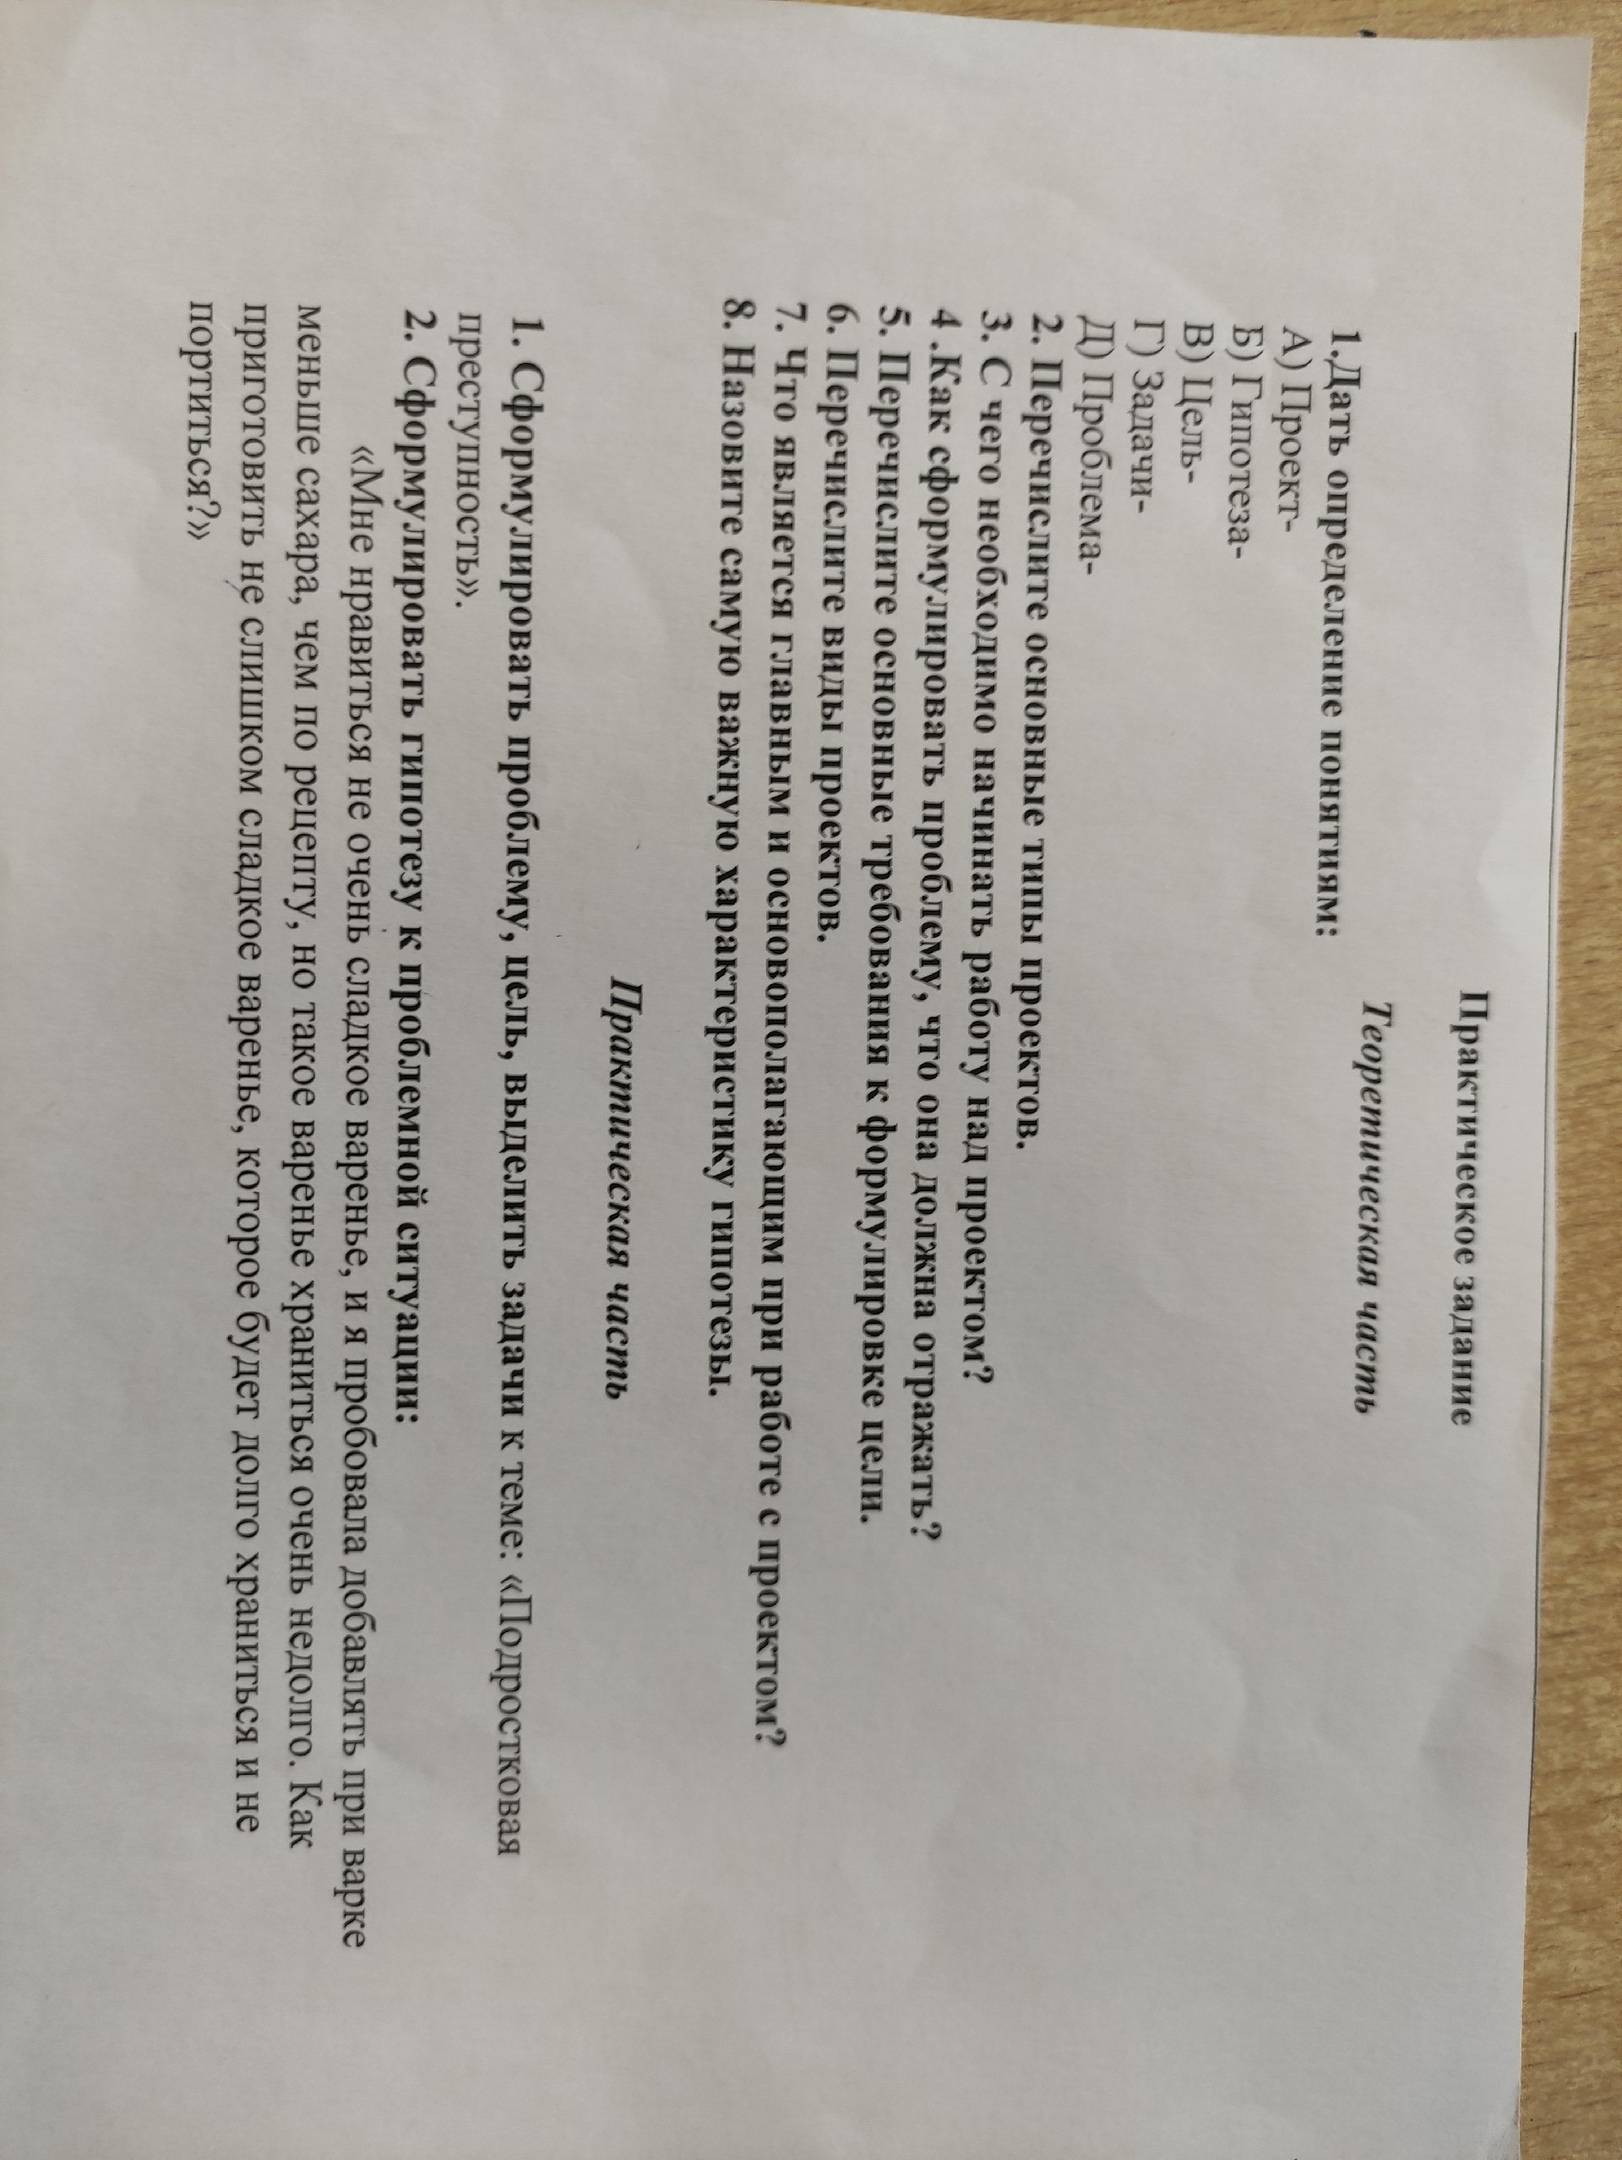 Практическое задание
Теоретическая часть
1.Дать определение понятиям:
А) Проект-
Б) Гипотеза-
В) Цель-
Г) Задачи-
Д) Проблема-
2. Перечислите основные типы проектов.
3. С чего необходимо начинать работу над проектом?
4 .Как сформулировать проблему, что она должна отражать?
5. Перечислите основные требования к формулировке цели.
6. Перечислите виды проектов.
7. Что является главным и основополагающим при работе с проектом?
8. Назовите самую важную характеристику гипотезы.
Практическая часть
1. Сформулировать проблему, цель, выделить задачи к теме: «Подростковая
преступность».
2. Сформулировать гипотезу к проблемной ситуации:
«Мне нравиться не очень сладкое варенье, и я пробовала добавлять при варке
меньше сахара, чем по рецепту, но такое варенье храниться очень недолго. Как
приготовить не слишком сладкое варенье, которое будет долго храниться и не
портиться?»